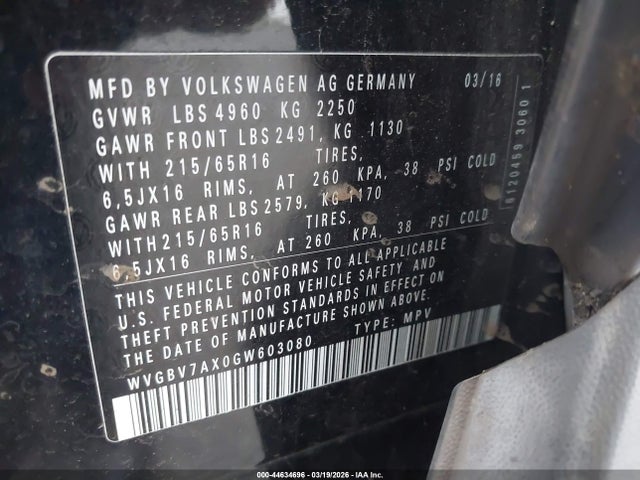 MFD BY VOLKSWAGEN AG GERMANY 03/16
GVWR LBS 4960 KG 2250
GAWR FRONT LBS 2491, KG 1130
WITH 215/65R16 TIRES,
6,5JX16 RIMS, AT 260 KPA, 38 PSI COLD
GAWR REAR LBS 2579, KG 1170
WITH 215/65R16 TIRES,
6,5JX16 RIMS, AT 260 KPA, 38 PSI COLD
THIS VEHICLE CONFORMS TO ALL APPLICABLE
U.S. FEDERAL MOTOR VEHICLE SAFETY AND
THEFT PREVENTION STANDARDS IN EFFECT ON
THE DATE OF MANUFACTURE SHOWN ABOVE.
WVGBV7AX0GW603080 TYPE: MPV
000-44634696 - 03/19/2026 - IAA Inc.